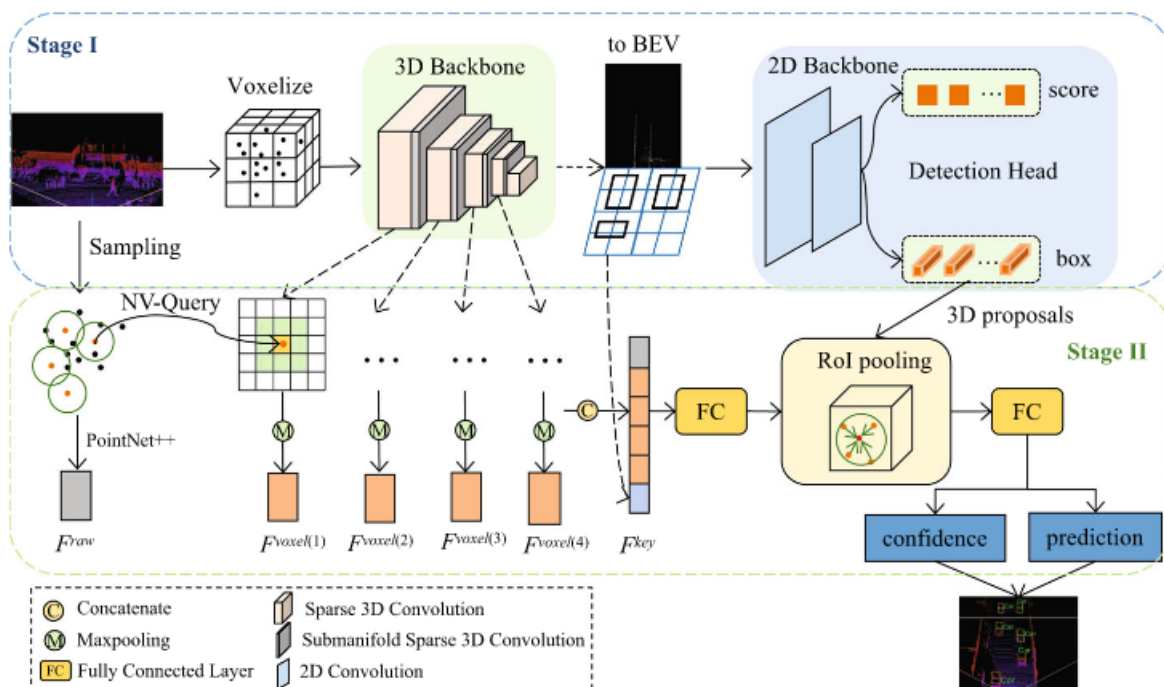 Stage I
to BEV
3D Backbone
2D Backbone
Voxelize
score
Detection Head
Sampling
box
NV-Query
3D proposals
Stage II
RoI pooling
C
FC
FC
PointNet++
M
M
M
M
F^raw
F^voxel(1)
F^voxel(2)
F^voxel(3)
F^voxel(4)
F^key
confidence
prediction
C Concatenate
Sparse 3D Convolution
M Maxpooling
Submanifold Sparse 3D Convolution
FC Fully Connected Layer
2D Convolution